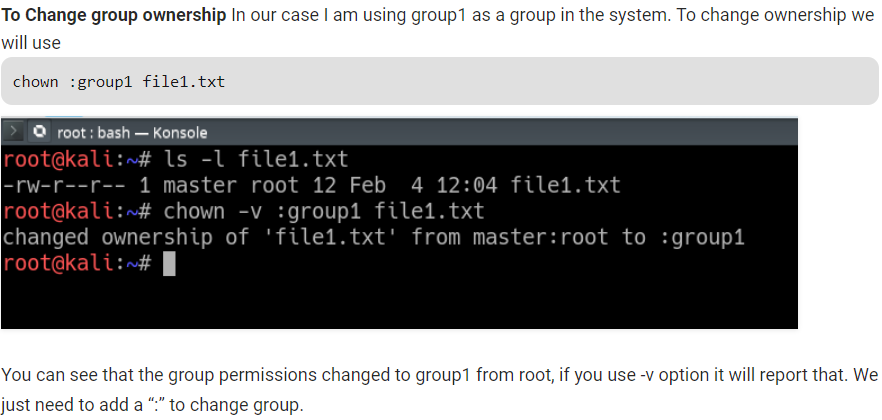 To Change group ownership In our case I am using group1 as a group in the system. To change ownership we
will use
chown :group1 file1.txt
root : bash — Konsole
root@kali:~# ls -l file1.txt
-rw-r--r-- 1 master root 12 Feb  4 12:04 file1.txt
root@kali:~# chown -v :group1 file1.txt
changed ownership of 'file1.txt' from master:root to :group1
root@kali:~#
You can see that the group permissions changed to group1 from root, if you use -v option it will report that. We
just need to add a “:” to change group.